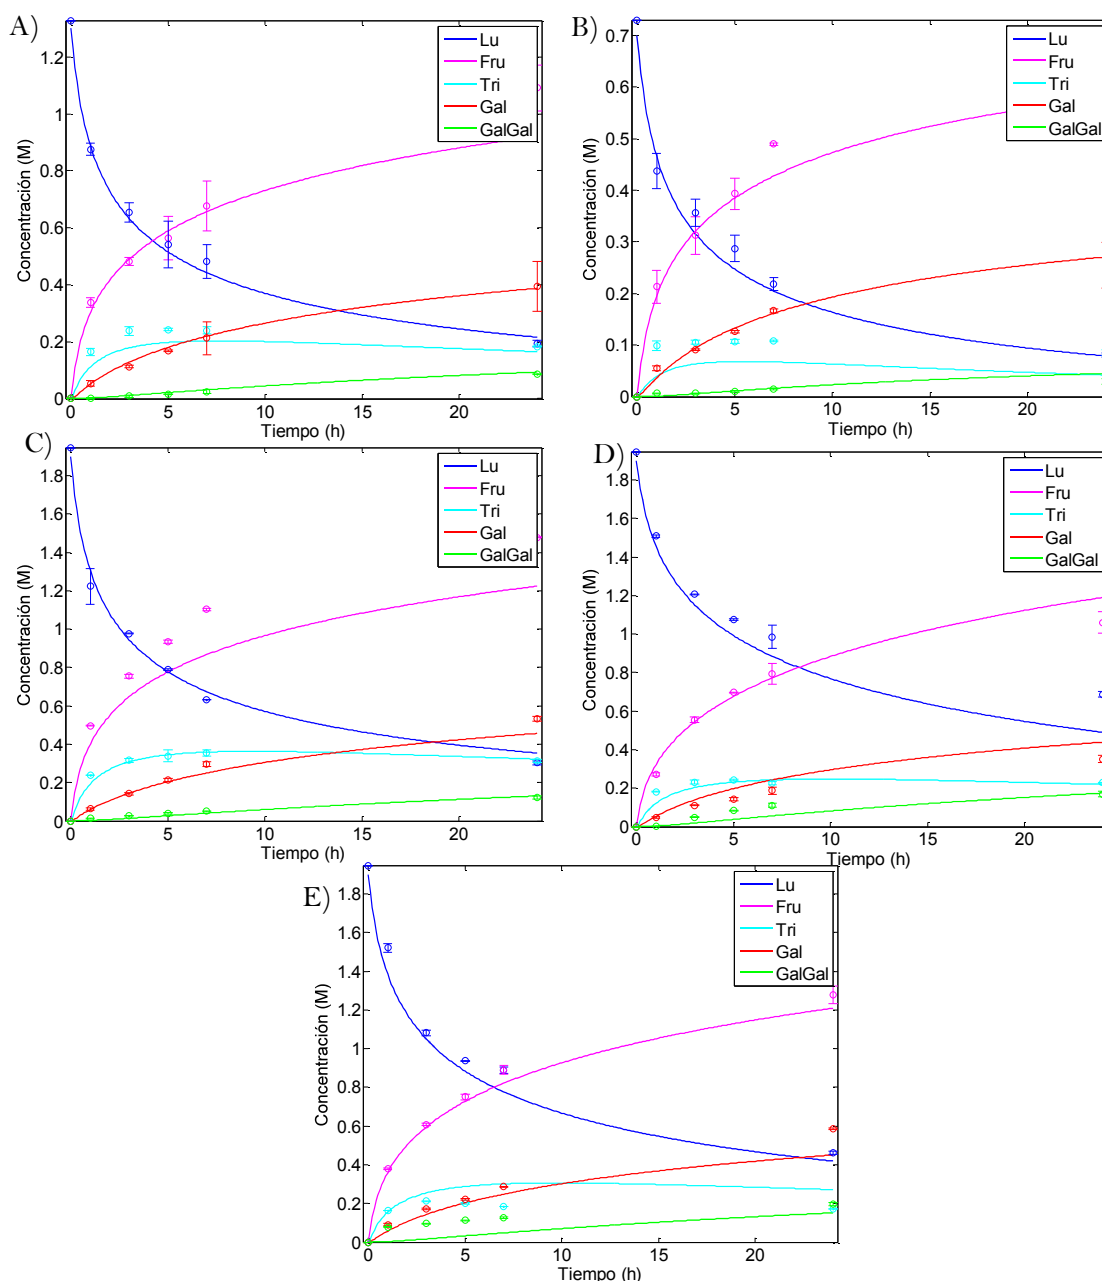 A)
Concentración (M)
1.2
1
0.8
0.6
0.4
0.2
0
0
5
10
15
20
Tiempo (h)
Lu
Fru
Tri
Gal
GalGal
B)
Concentración (M)
0.7
0.6
0.5
0.4
0.3
0.2
0.1
0
0
5
10
15
20
Tiempo (h)
Lu
Fru
Tri
Gal
GalGal
C)
Concentración (M)
1.8
1.6
1.4
1.2
1
0.8
0.6
0.4
0.2
0
0
5
10
15
20
Tiempo (h)
Lu
Fru
Tri
Gal
GalGal
D)
Concentración (M)
1.8
1.6
1.4
1.2
1
0.8
0.6
0.4
0.2
0
0
5
10
15
20
Tiempo (h)
Lu
Fru
Tri
Gal
GalGal
E)
Concentración (M)
1.8
1.6
1.4
1.2
1
0.8
0.6
0.4
0.2
0
0
5
10
15
20
Tiempo (h)
Lu
Fru
Tri
Gal
GalGal